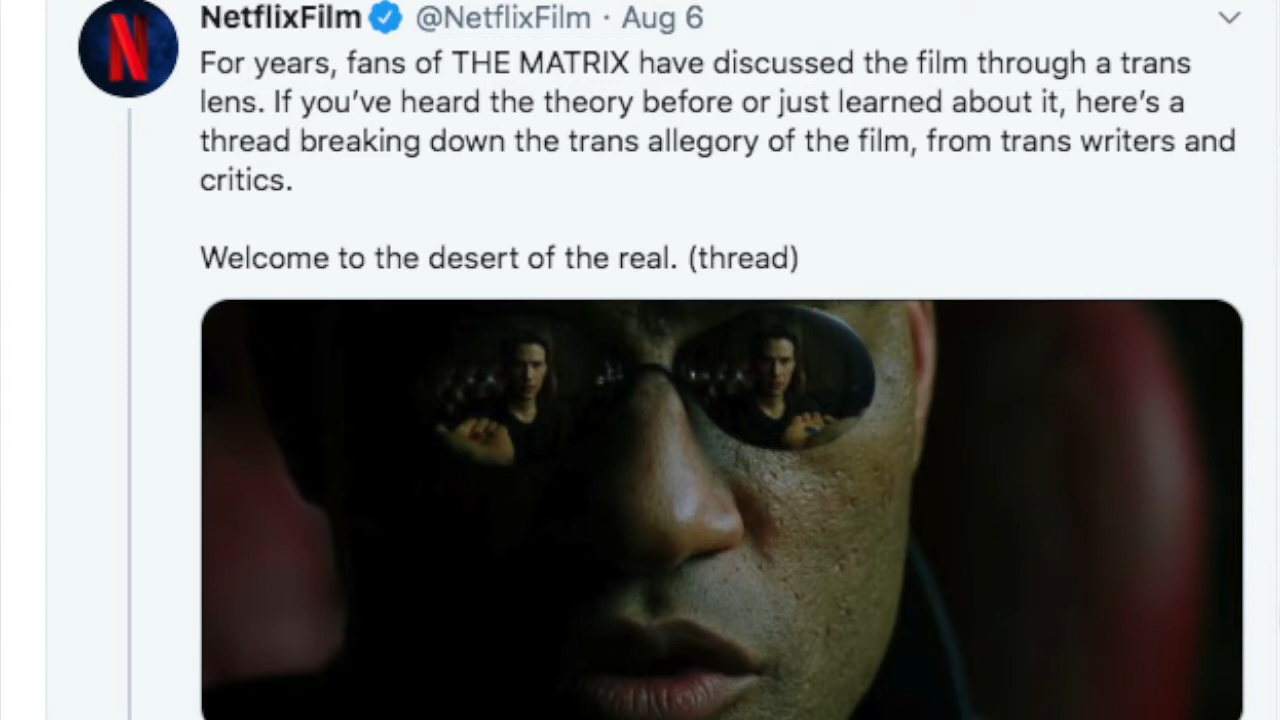 NetflixFilm @NetflixFilm · Aug 6
For years, fans of THE MATRIX have discussed the film through a trans
lens. If you’ve heard the theory before or just learned about it, here’s a
thread breaking down the trans allegory of the film, from trans writers and
critics.
Welcome to the desert of the real. (thread)